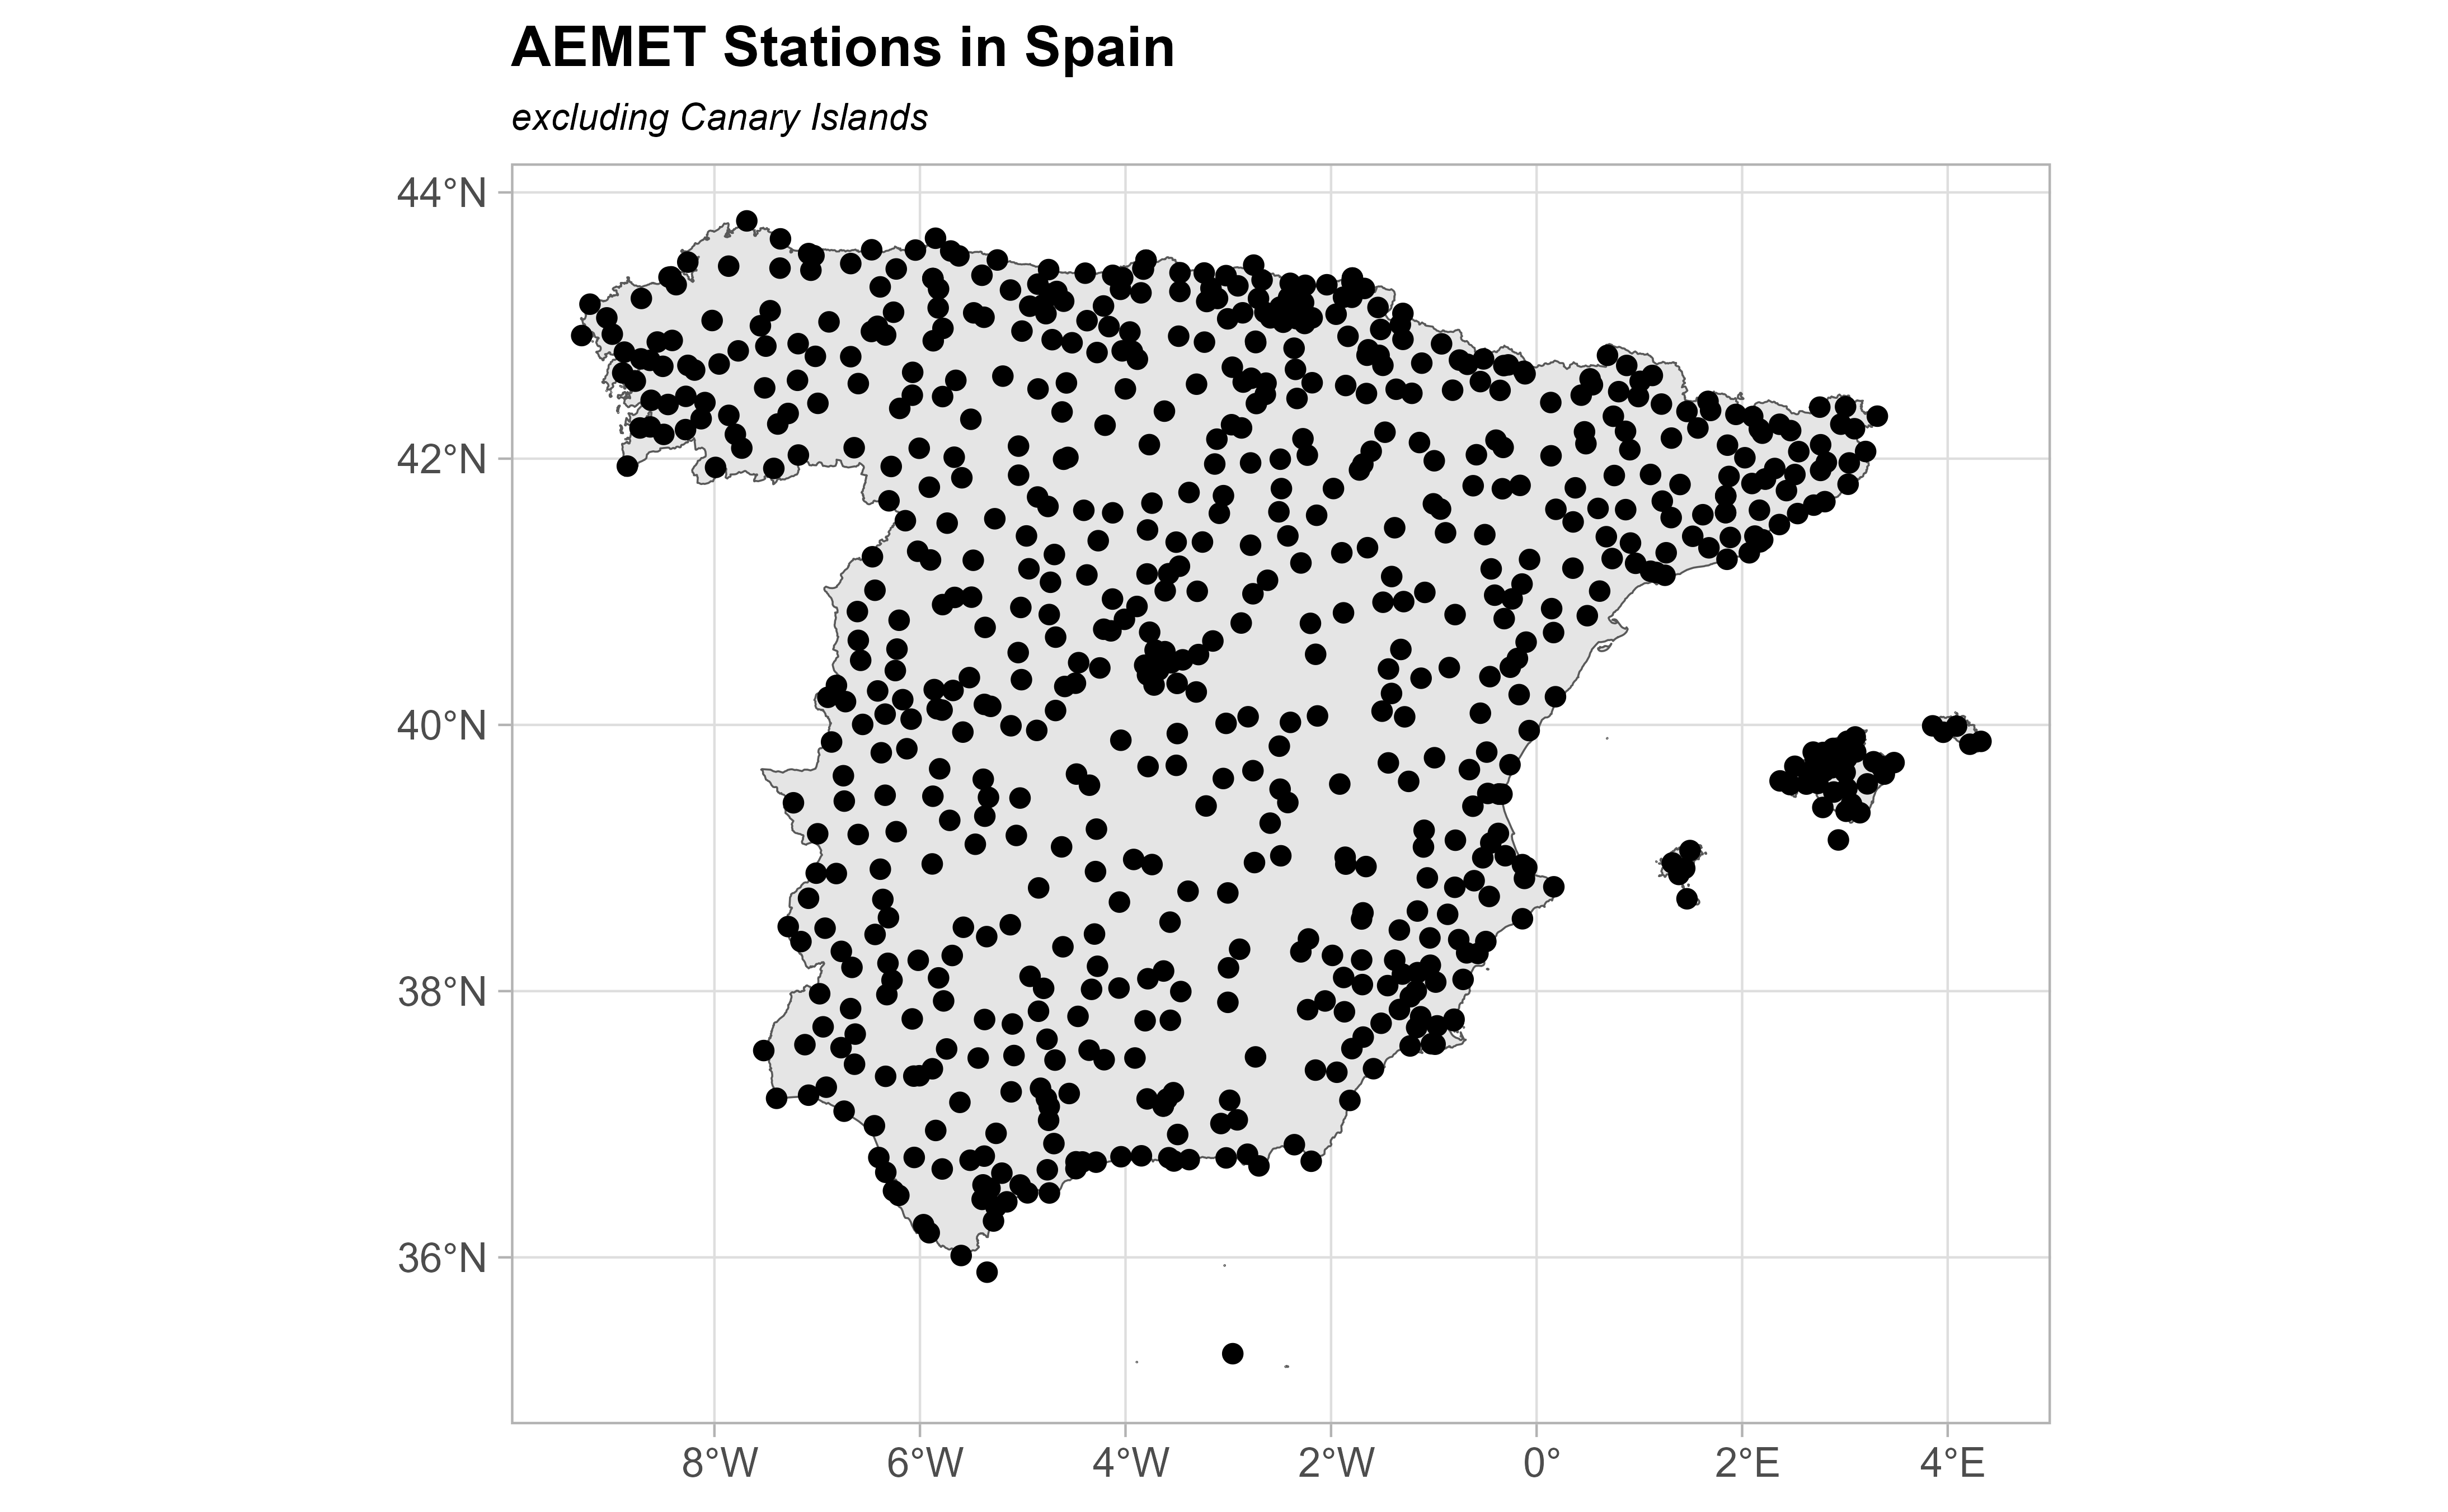 AEMET Stations in Spain
excluding Canary Islands
44°N
42°N
40°N
38°N
36°N
8°W 6°W 4°W 2°W 0° 2°E 4°E